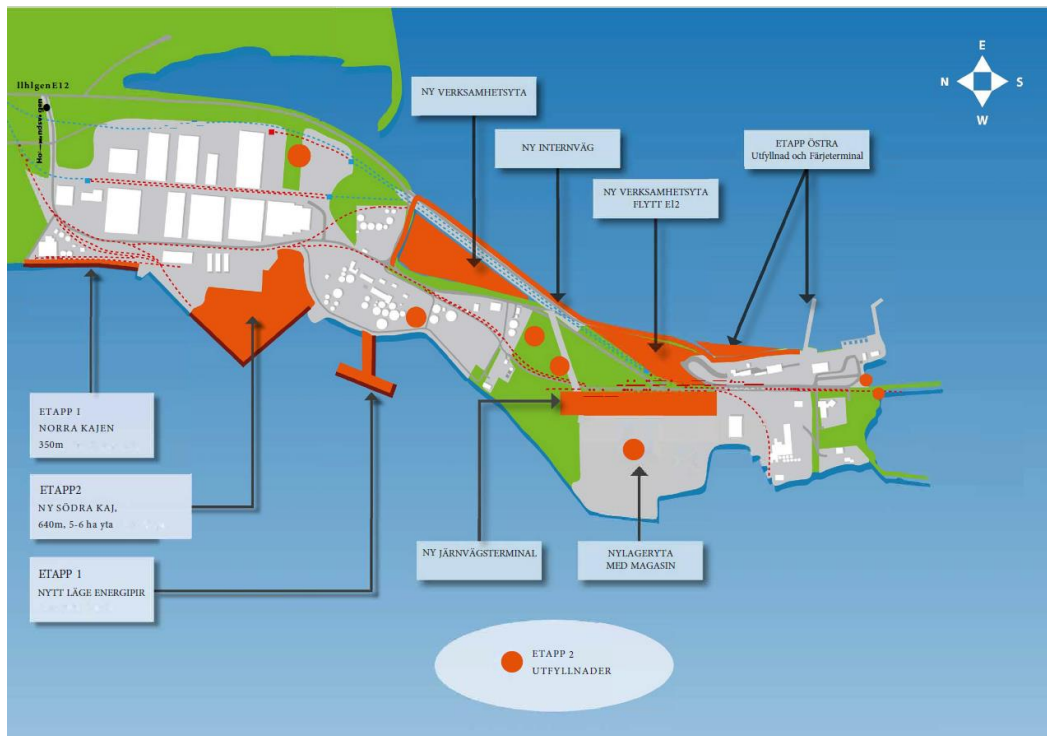 llhlgenE12
E
N
S
W
NY VERKSAMHETSYTA
NY INTERNVÄG
ETAPP ÖSTRA
Utfyllnad och Färjeterminal
NY VERKSAMHETSYTA
FLYTT El2
ETAPP I
NORRA KAJEN
350m
ETAPP2
NY SÖDRA KAJ,
640m, 5-6 ha yta
ETAPP 1
NYTT LÄGE ENERGIPIR
NY JÄRNVÄGSTERMINAL
NYLAGERYTA
MED MAGASIN
ETAPP 2
UTFYLLNADER